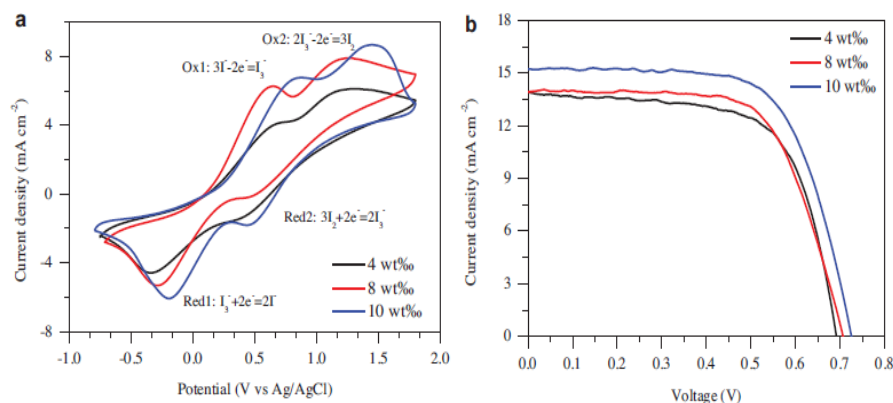 a
Ox2: 2I₃⁻-2e⁻=3I₂
Ox1: 3I⁻-2e⁻=I₃⁻
Red2: 3I₂+2e⁻=2I₃⁻
Red1: I₃⁻+2e⁻=2I⁻
4 wt‰
8 wt‰
10 wt‰
Current density (mA cm⁻²)
8
4
0
-4
-8
-1.0 -0.5 0.0 0.5 1.0 1.5 2.0
Potential (V vs Ag/AgCl)
b
4 wt‰
8 wt‰
10 wt‰
Current density (mA cm⁻²)
18
15
12
9
6
3
0
0.0 0.1 0.2 0.3 0.4 0.5 0.6 0.7 0.8
Voltage (V)